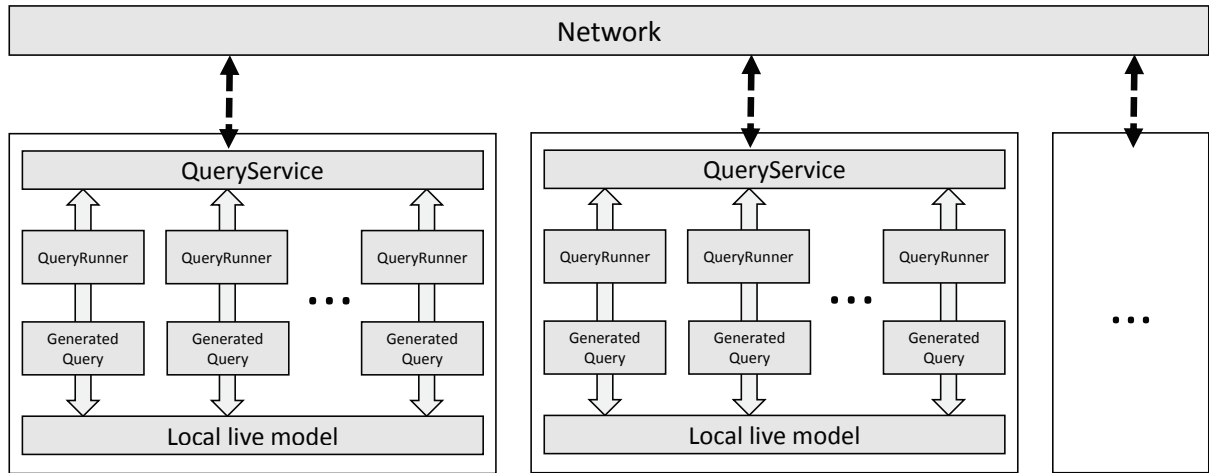 Network
QueryService
QueryRunner QueryRunner ... QueryRunner
Generated Query Generated Query Generated Query
Local live model
QueryService
QueryRunner QueryRunner ... QueryRunner
Generated Query Generated Query Generated Query
Local live model
...